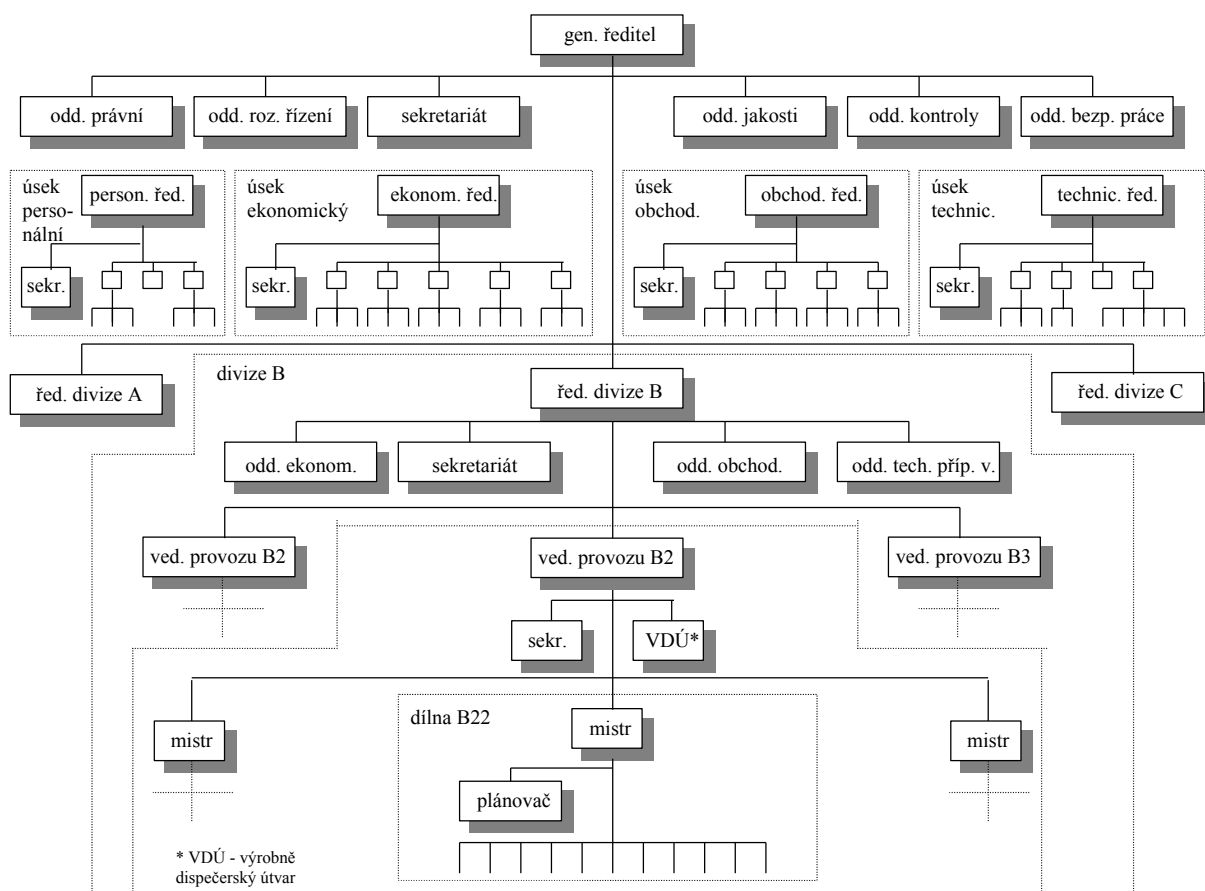 gen. ředitel
odd. právní
odd. roz. řízení
sekretariát
odd. jakosti
odd. kontroly
odd. bezp. práce
úsek
perso-
nální
person. řed.
sekr.
úsek
ekonomický
ekonom. řed.
sekr.
úsek
obchod.
obchod. řed.
sekr.
úsek
technic.
technic. řed.
sekr.
řed. divize A
divize B
řed. divize B
řed. divize C
odd. ekonom.
sekretariát
odd. obchod.
odd. tech. příp. v.
ved. provozu B2
ved. provozu B2
ved. provozu B3
sekr.
VDÚ*
mistr
dílna B22
mistr
mistr
plánovač
* VDÚ - výrobně
dispečerský útvar